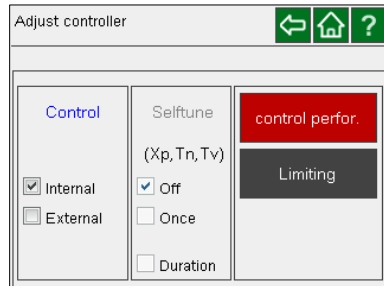 Adjust controller
?
Control
Internal
External
Selftune
(Xp,Tn,Tv)
Off
Once
Duration
control perfor.
Limiting